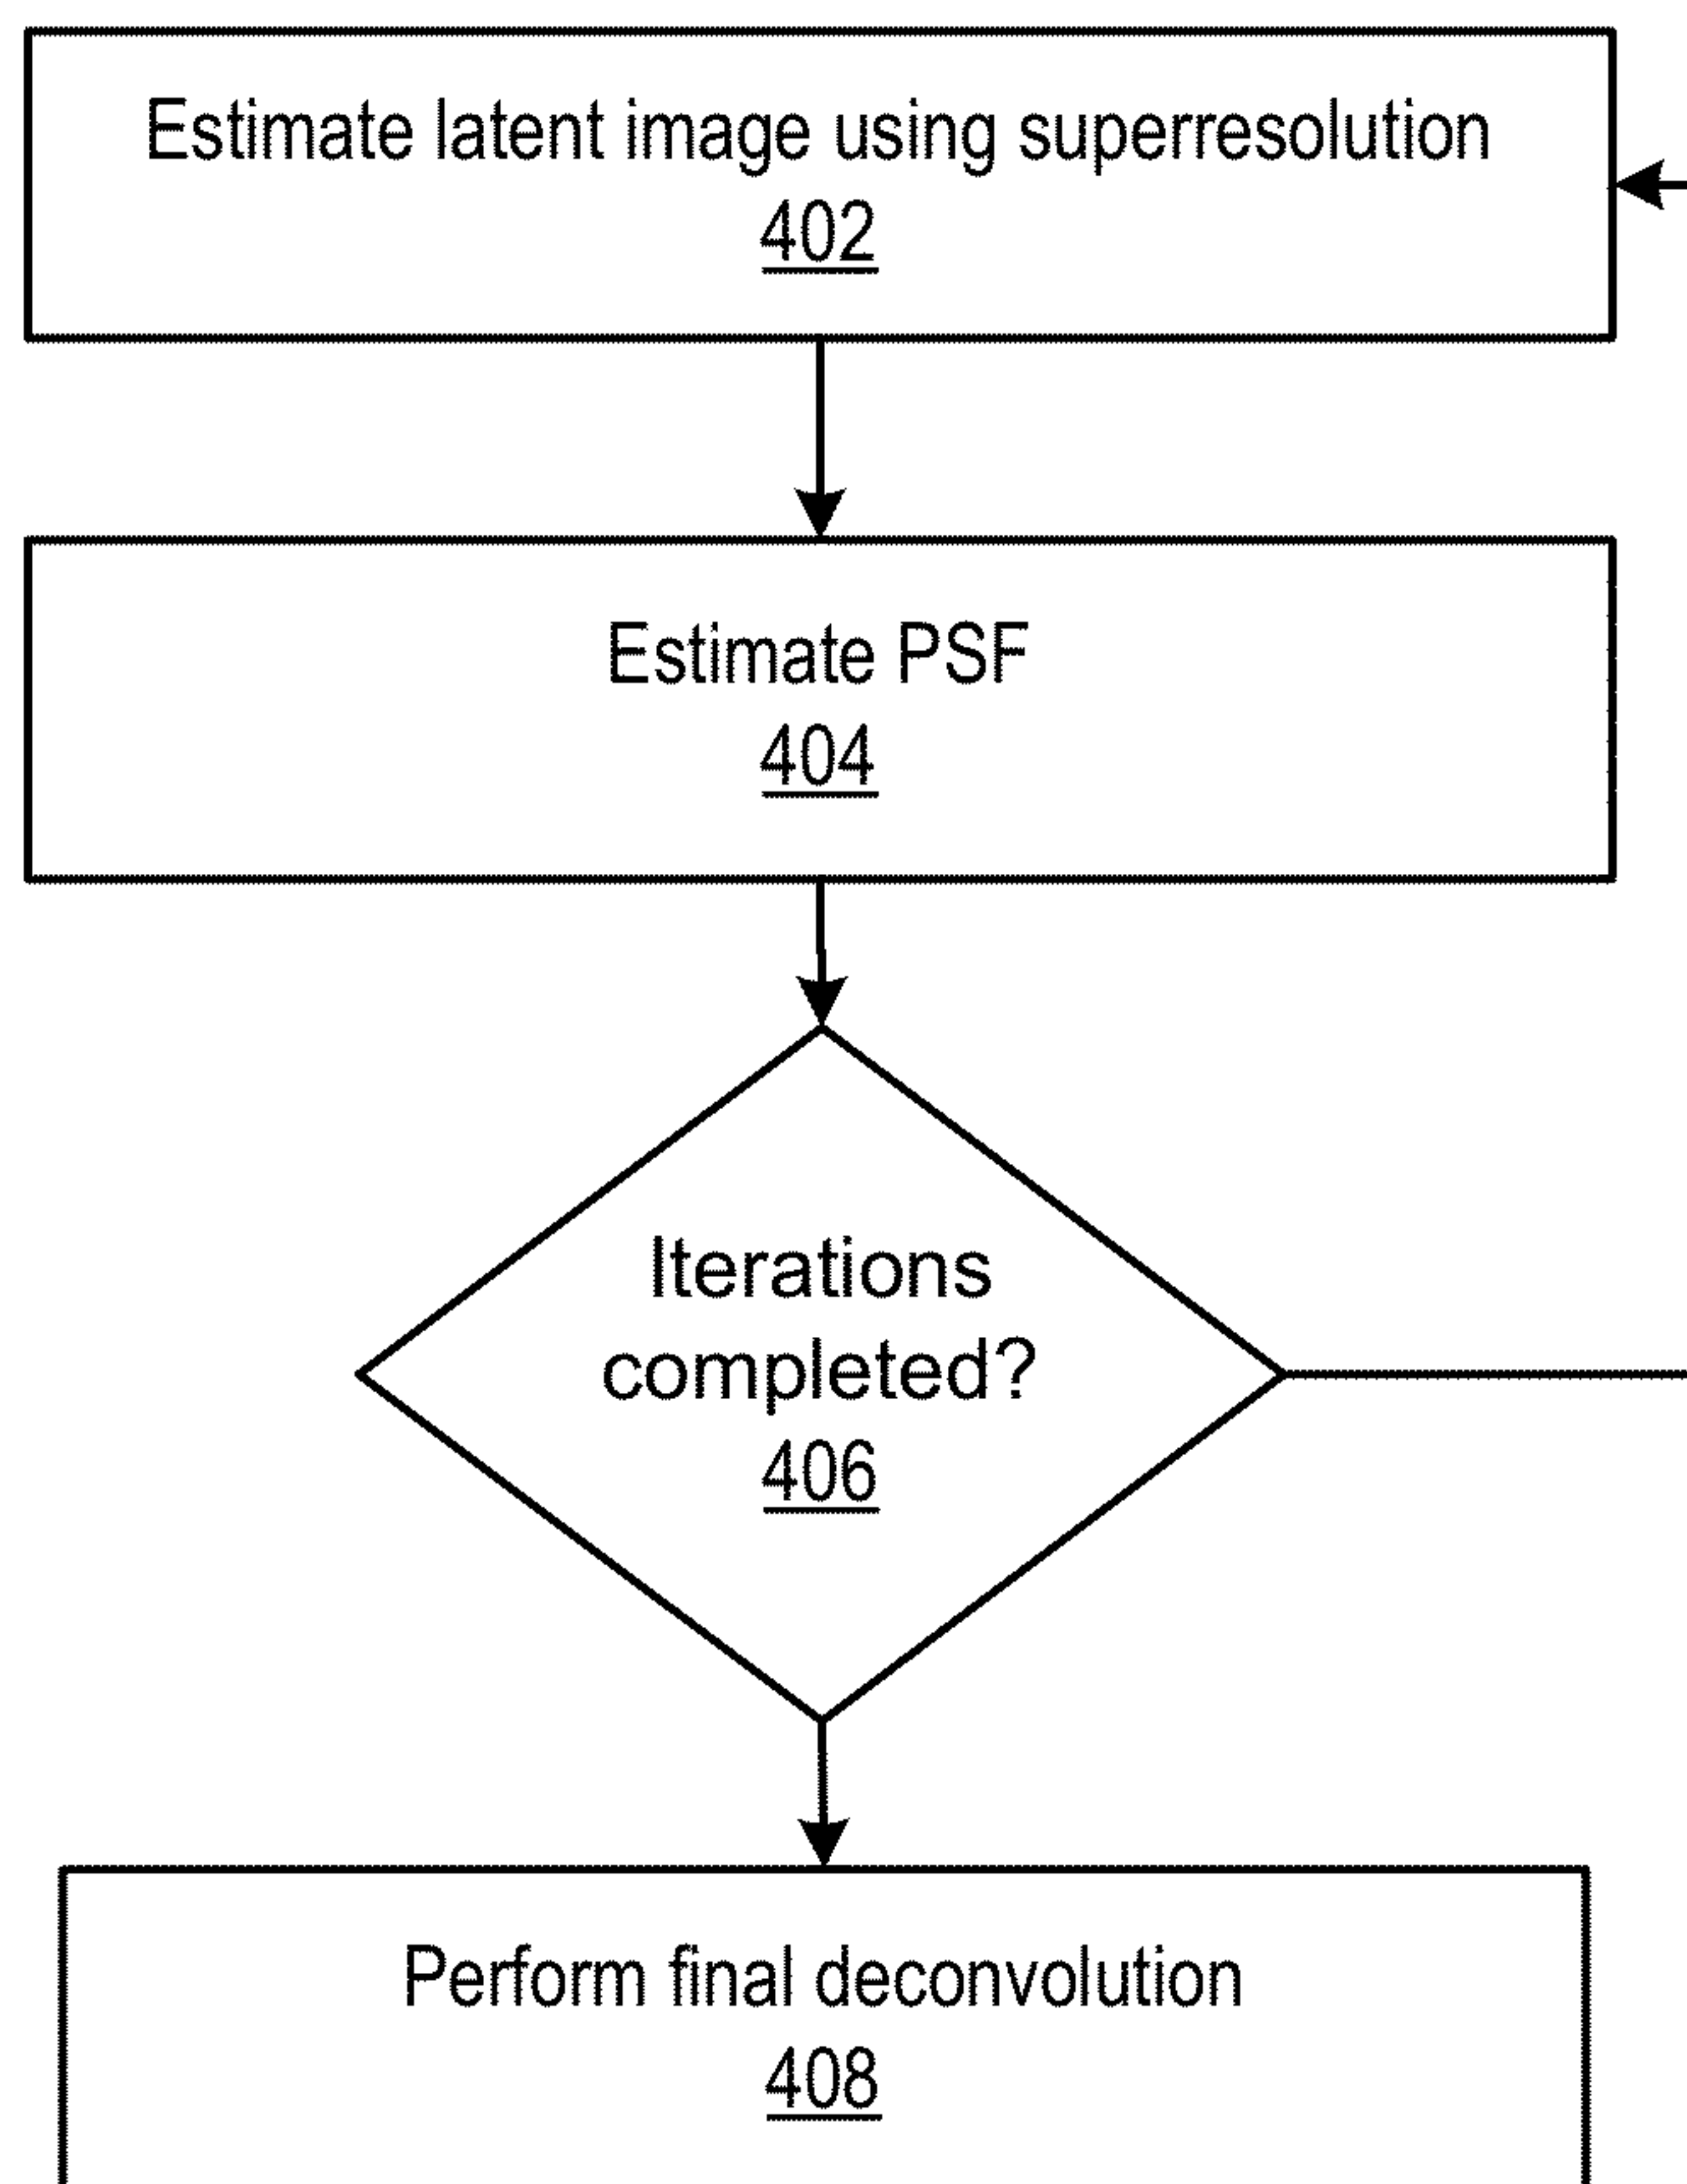 Estimate latent image using superresolution
402
Estimate PSF
404
Iterations
completed?
406
Perform final deconvolution
408